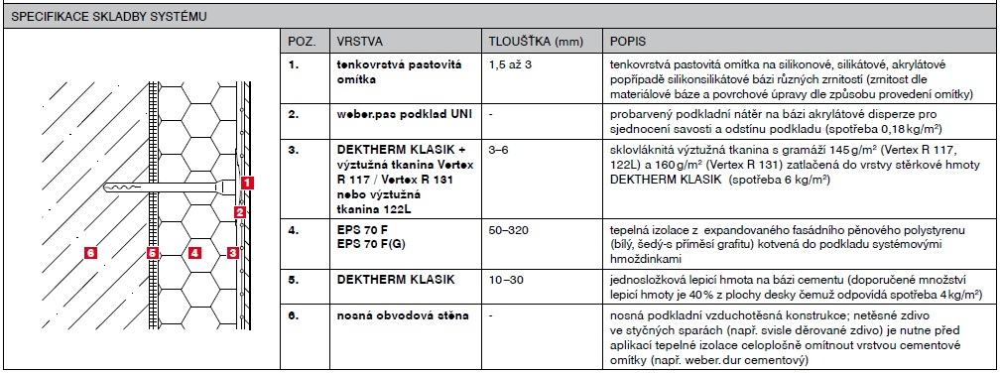 SPECIFIKACE SKLADBY SYSTÉMU
POZ. VRSTVA TLOUŠŤKA (mm) POPIS
1. tenkovrstvá pastovitá omítka 1,5 až 3 tenkovrstvá pastovitá omítka na silikonové, silikátové, akrylátové
popřípadě silikonsilikátové bázi různých zrnitostí (zrnitost dle
materiálové báze a povrchové úpravy dle způsobu provedení omítky)
2. weber.pas podklad UNI - probarvený podkladní nátěr na bázi akrylátové disperze pro
sjednocení savosti a odstínu podkladu (spotřeba 0,18 kg/m²)
3. DEKTHERM KLASIK +
výztužná tkanina Vertex
R 117 / Vertex R 131
nebo výztužná
tkanina 122L
3–6
sklovláknitá výztužná tkanina s gramáží 145 g/m² (Vertex R 117,
122L) a 160 g/m² (Vertex R 131) zatlačená do vrstvy stěrkové hmoty
DEKTHERM KLASIK (spotřeba 6 kg/m²)
4. EPS 70 F
EPS 70 F(G)
50–320
tepelná izolace z expandovaného fasádního pěnového polystyrenu
(bílý, šedý-s příměsí grafitu) kotvená do podkladu systémovými
hmoždinkami
5. DEKTHERM KLASIK 10–30 jednosložková lepicí hmota na bázi cementu (doporučené množství
lepicí hmoty je 40 % z plochy desky čemuž odpovídá spotřeba 4 kg/m²)
6. nosná obvodová stěna - nosná podkladní vzduchotěsná konstrukce; netěsné zdivo
ve styčných sparách (např. svisle děrované zdivo) je nutne před
aplikací tepelné izolace celoplošně omítnout vrstvou cementové
omítky (např. weber.dur cementový)
1
2
6 5 4 3